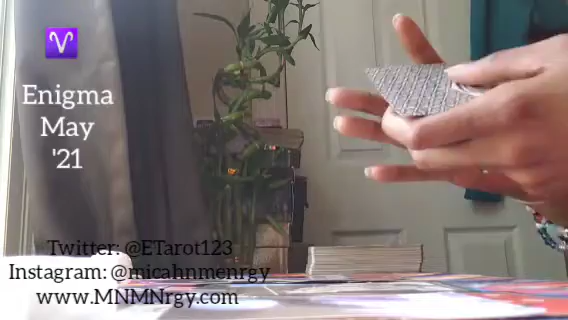 ♈
Enigma
May
'21
Twitter: @ETarot123
Instagram: @micahnmenrgy
www.MNMNrgy.com